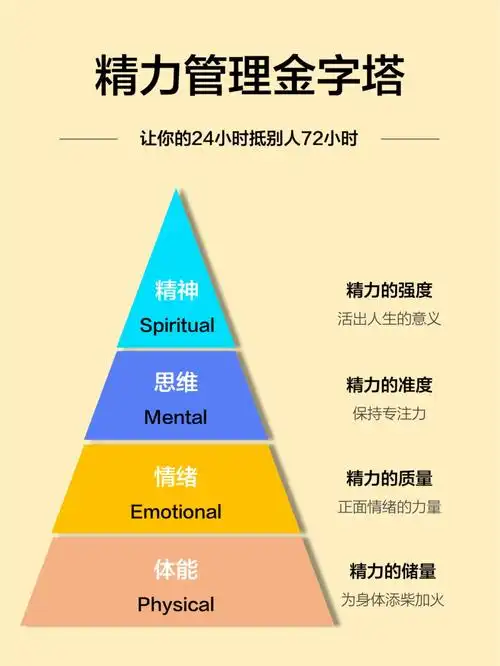 精力管理金字塔
让你的24小时抵别人72小时
精神
Spiritual
精力的强度
活出人生的意义
思维
Mental
精力的准度
保持专注力
情绪
Emotional
精力的质量
正面情绪的力量
体能
Physical
精力的储量
为身体添柴加火